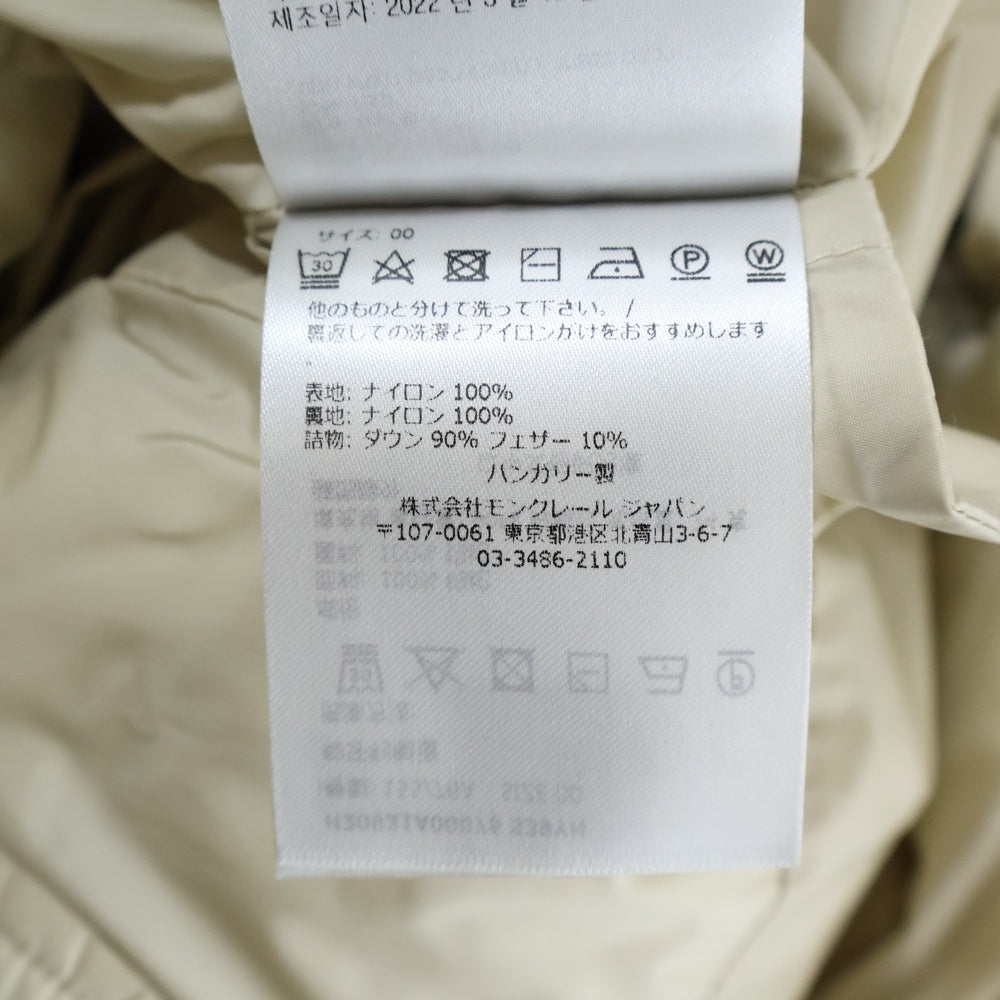 제조일자: 2022 년
サイズ: 00
30 P W
他のものと分けて洗って下さい。 /
裏返しての洗濯とアイロンがけをおすすめします
。
表地: ナイロン 100%
裏地: ナイロン 100%
詰物: ダウン 90% フェザー 10%
ハンガリー製
株式会社モンクレール ジャパン
〒107-0061 東京都港区北青山3-6-7
03-3486-2110